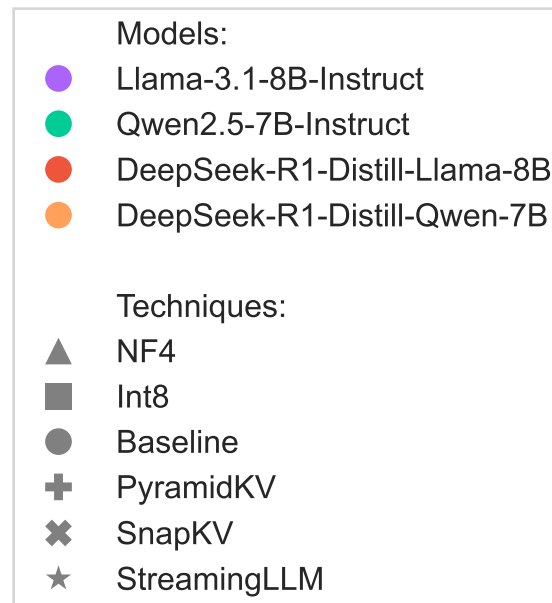 Models:
Llama-3.1-8B-Instruct
Qwen2.5-7B-Instruct
DeepSeek-R1-Distill-Llama-8B
DeepSeek-R1-Distill-Qwen-7B
Techniques:
NF4
Int8
Baseline
PyramidKV
SnapKV
StreamingLLM